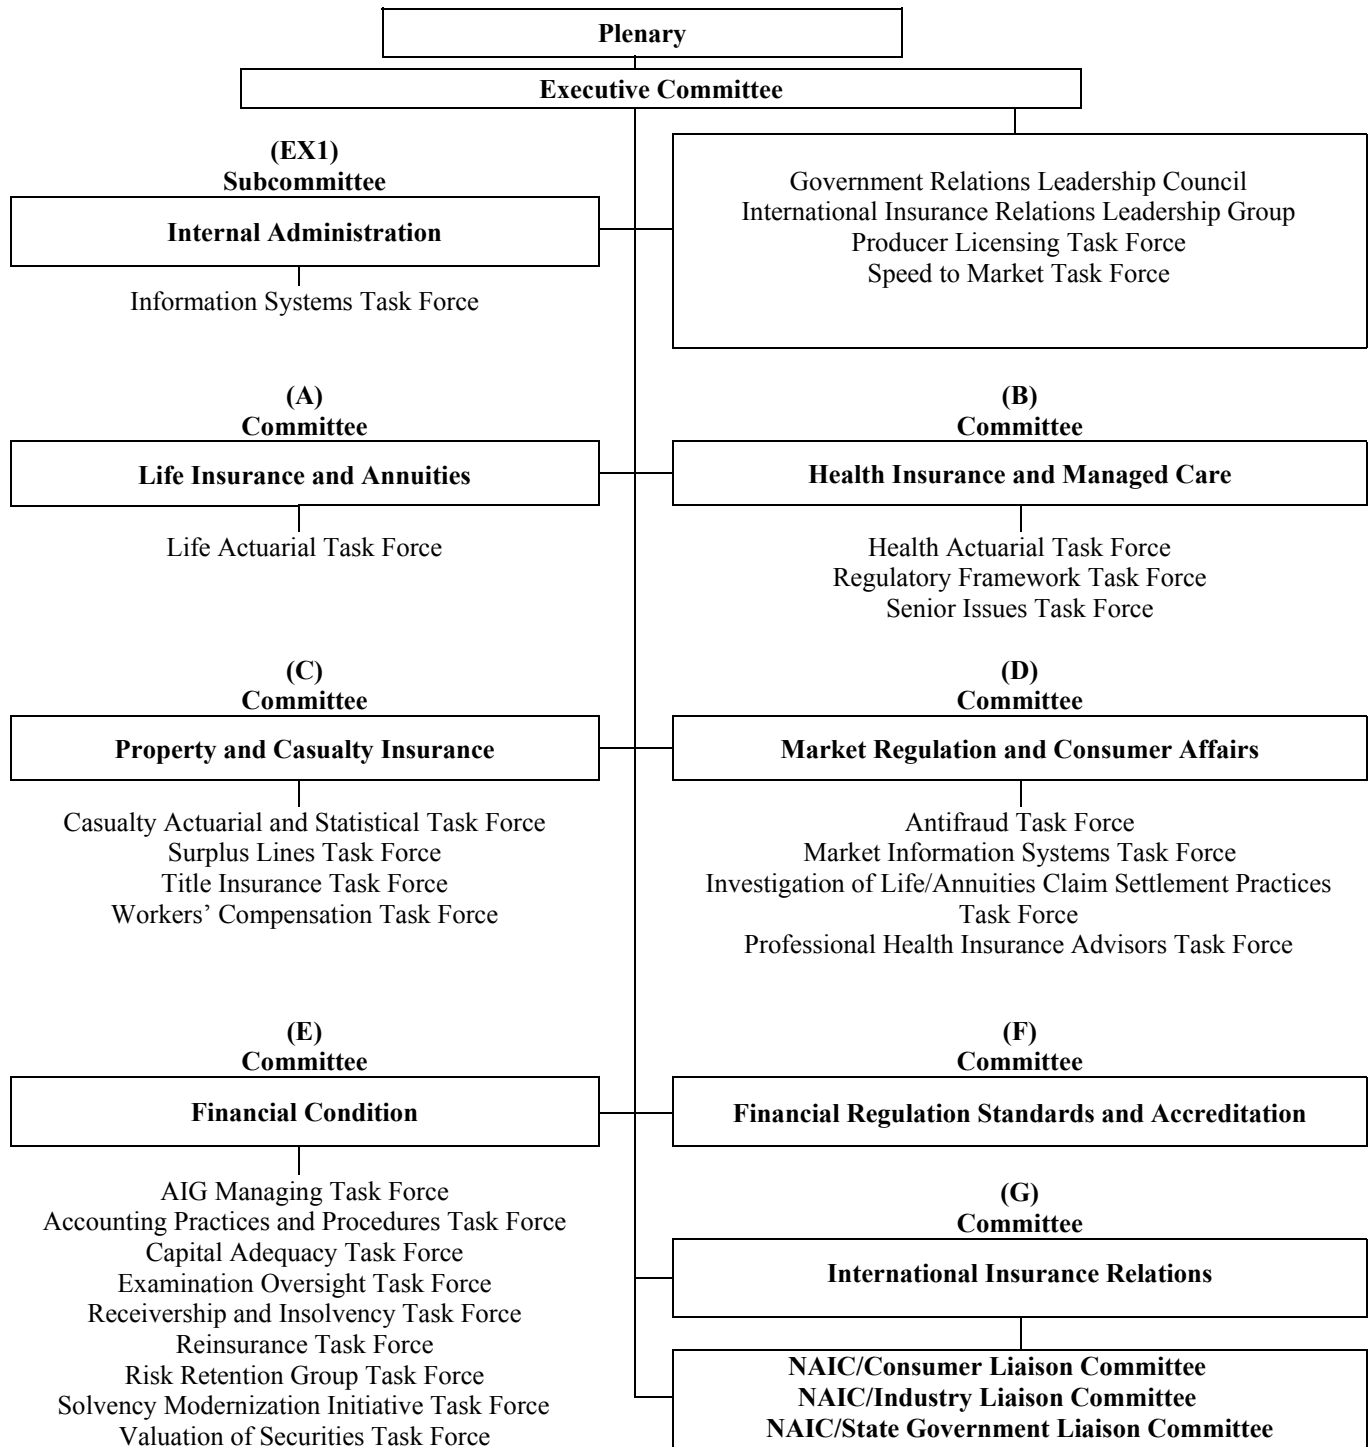 Plenary
Executive Committee
(EX1)
Subcommittee
Internal Administration
Information Systems Task Force
Government Relations Leadership Council
International Insurance Relations Leadership Group
Producer Licensing Task Force
Speed to Market Task Force
(A)
Committee
Life Insurance and Annuities
Life Actuarial Task Force
(B)
Committee
Health Insurance and Managed Care
Health Actuarial Task Force
Regulatory Framework Task Force
Senior Issues Task Force
(C)
Committee
Property and Casualty Insurance
Casualty Actuarial and Statistical Task Force
Surplus Lines Task Force
Title Insurance Task Force
Workers’ Compensation Task Force
(D)
Committee
Market Regulation and Consumer Affairs
Antifraud Task Force
Market Information Systems Task Force
Investigation of Life/Annuities Claim Settlement Practices
Task Force
Professional Health Insurance Advisors Task Force
(E)
Committee
Financial Condition
AIG Managing Task Force
Accounting Practices and Procedures Task Force
Capital Adequacy Task Force
Examination Oversight Task Force
Receivership and Insolvency Task Force
Reinsurance Task Force
Risk Retention Group Task Force
Solvency Modernization Initiative Task Force
Valuation of Securities Task Force
(F)
Committee
Financial Regulation Standards and Accreditation
(G)
Committee
International Insurance Relations
NAIC/Consumer Liaison Committee
NAIC/Industry Liaison Committee
NAIC/State Government Liaison Committee